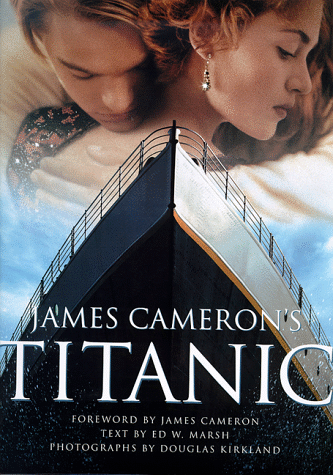 JAMES CAMERON'S
TITANIC
FOREWORD BY JAMES CAMERON
TEXT BY ED W. MARSH
PHOTOGRAPHS BY DOUGLAS KIRKLAND